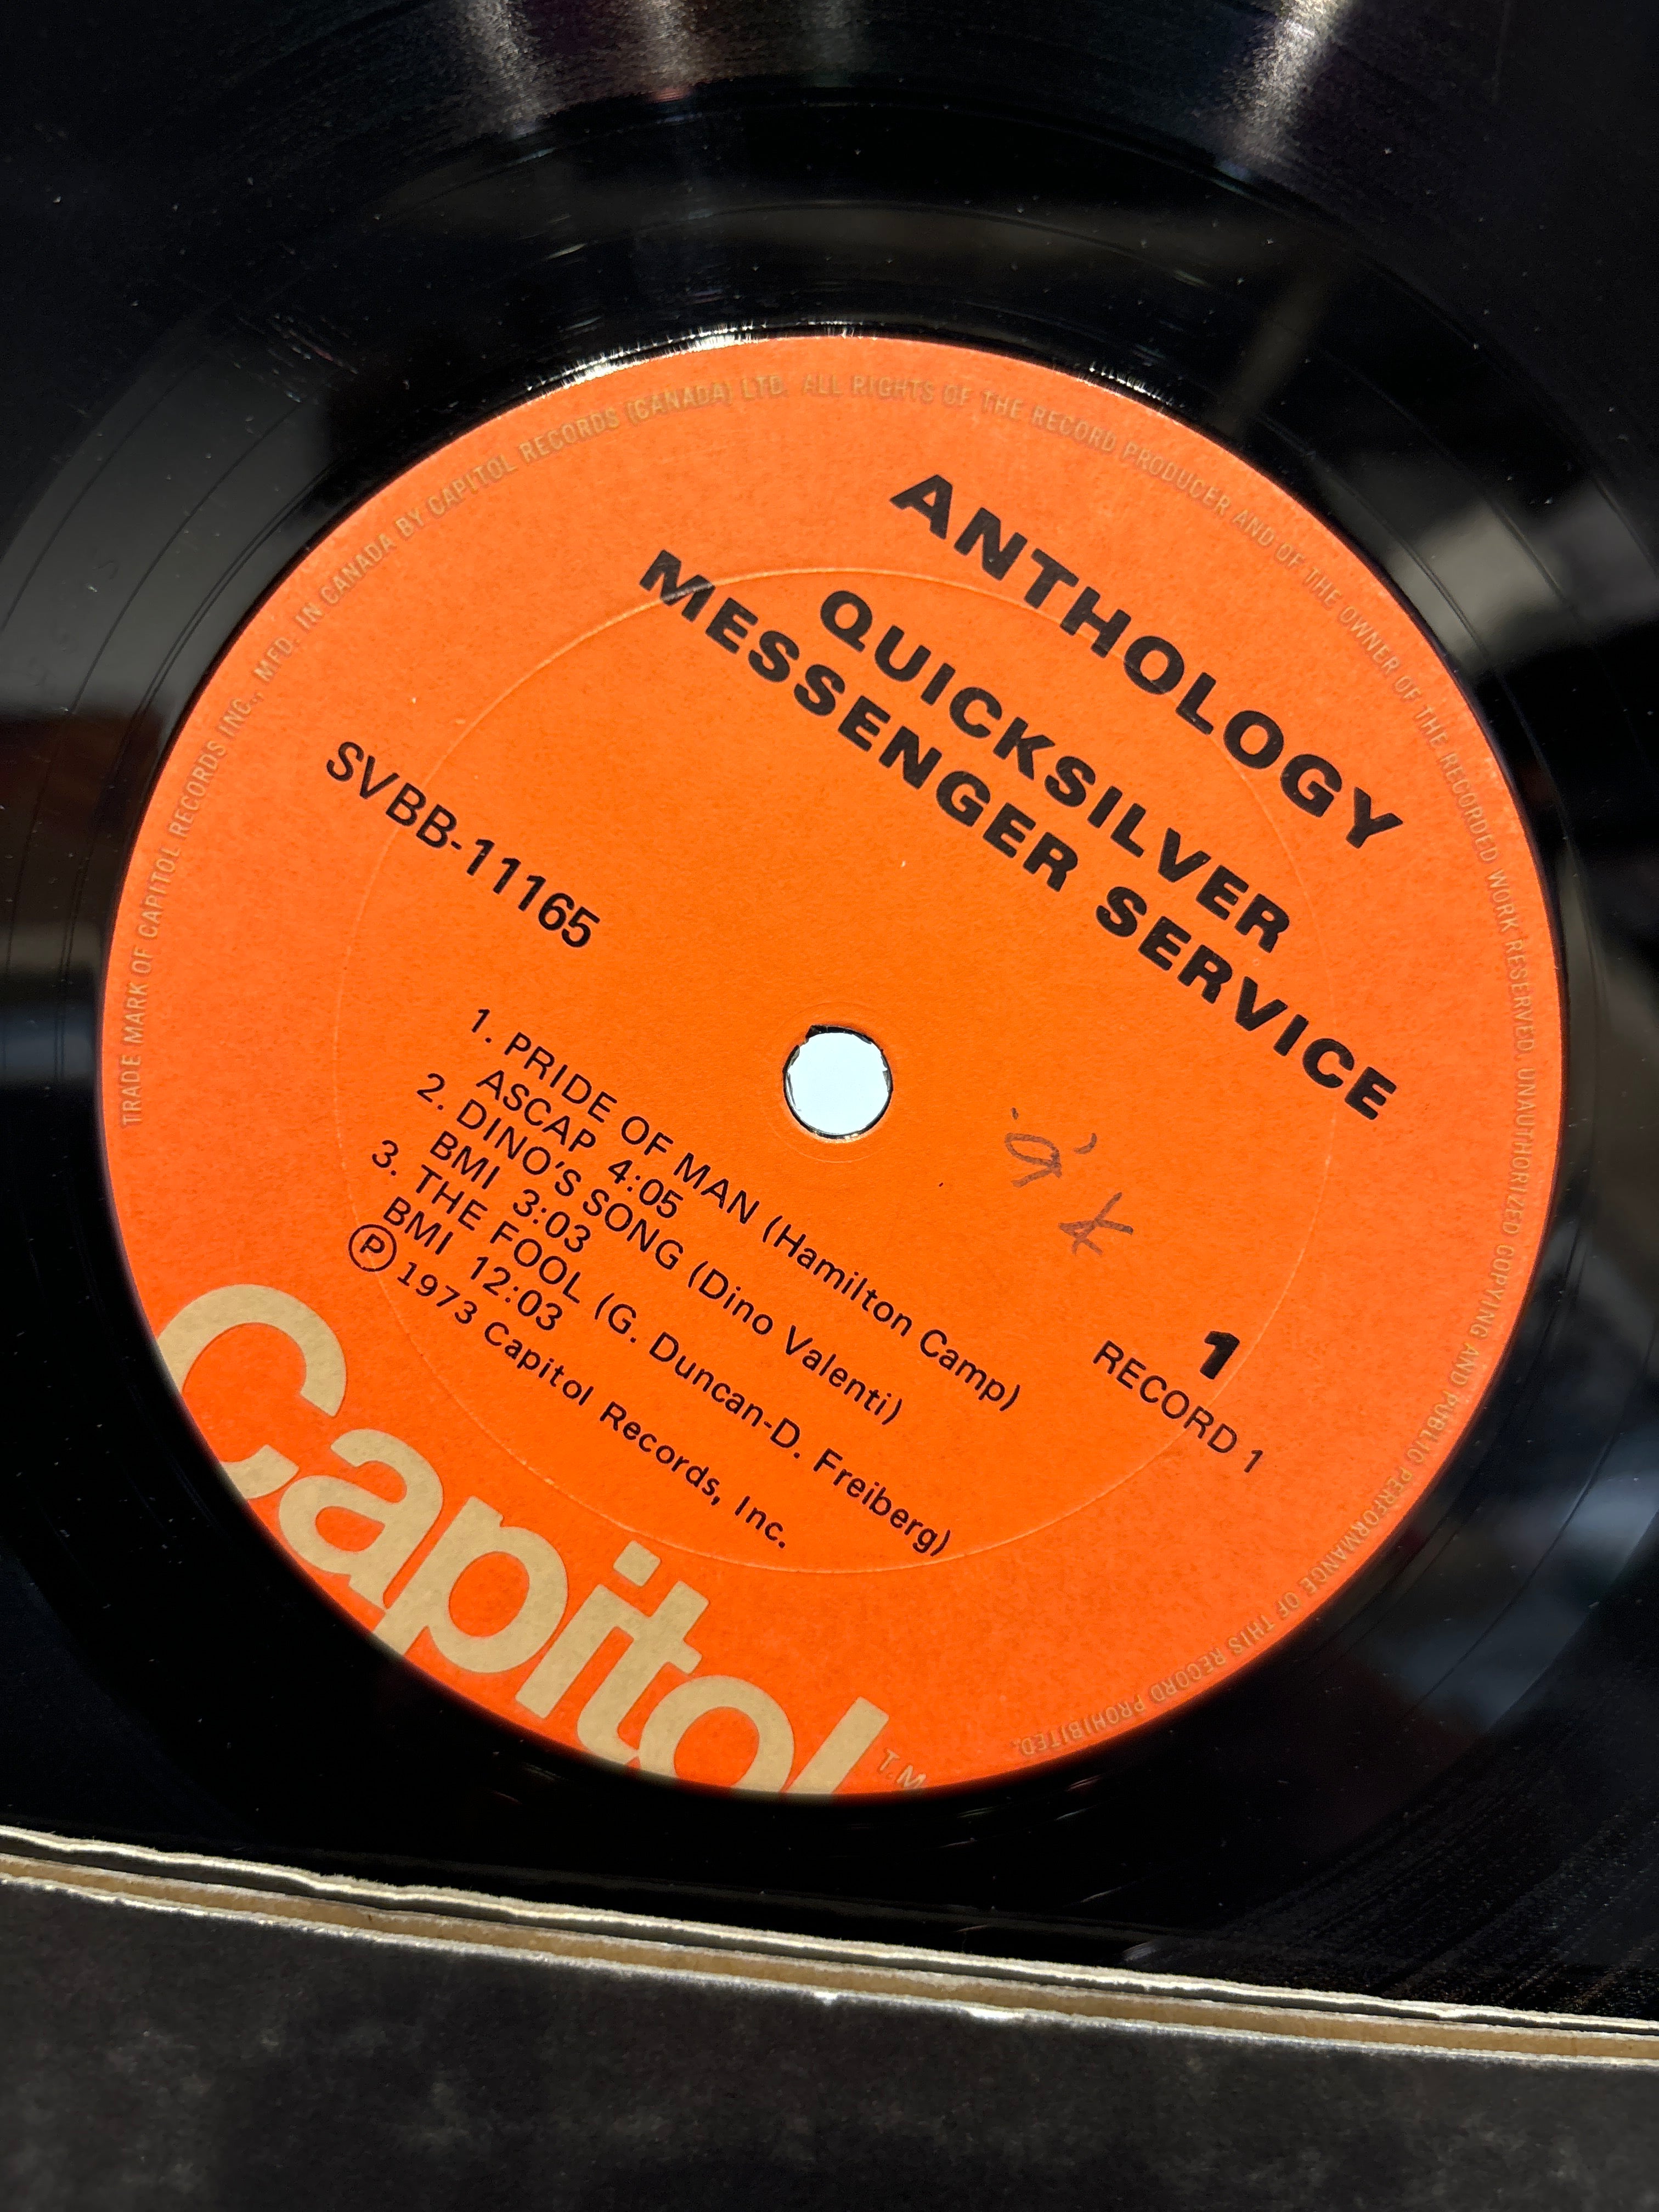 ANTHOLOGY
QUICKSILVER
MESSENGER SERVICE
SVBB-11165
1
RECORD 1
1. PRIDE OF MAN (Hamilton Camp)
ASCAP 4:05
2. DINO'S SONG (Dino Valenti)
BMI 3:03
3. THE FOOL (G. Duncan-D. Freiberg)
BMI 12:03
Ⓟ 1973 Capitol Records, Inc.
Capitol
T.M.
TRADE MARK OF CAPITOL RECORDS INC., MFD. IN CANADA BY CAPITOL RECORDS (CANADA) LTD. ALL RIGHTS OF THE RECORD PRODUCER AND OF THE OWNER OF THE RECORDED WORK RESERVED. UNAUTHORIZED COPYING AND PUBLIC PERFORMANCE OF THIS RECORD PROHIBITED.